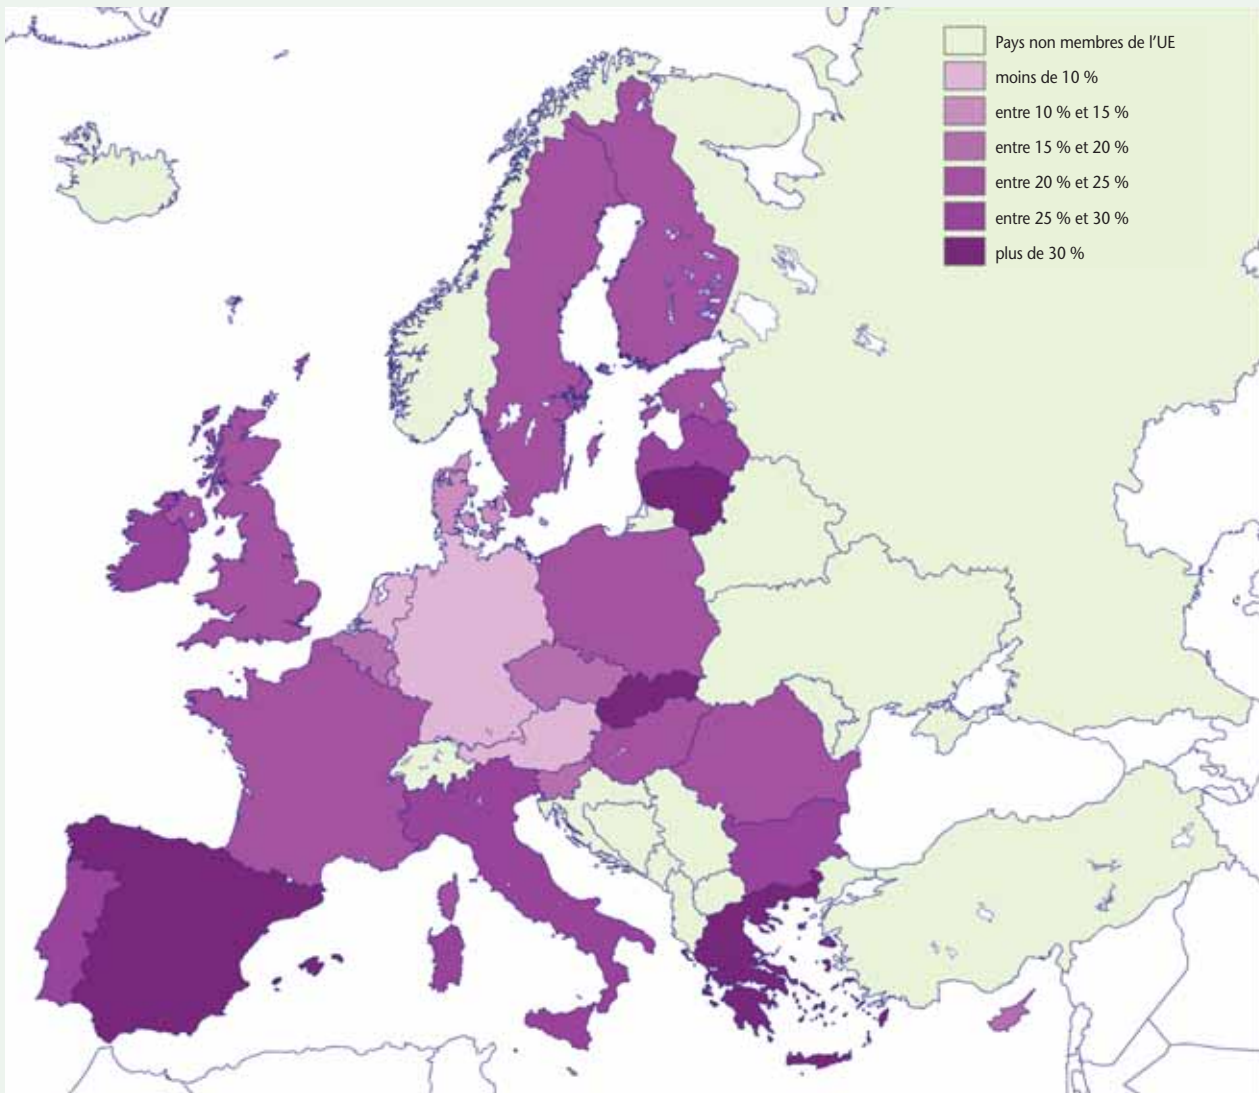 Pays non membres de l’UE
moins de 10 %
entre 10 % et 15 %
entre 15 % et 20 %
entre 20 % et 25 %
entre 25 % et 30 %
plus de 30 %